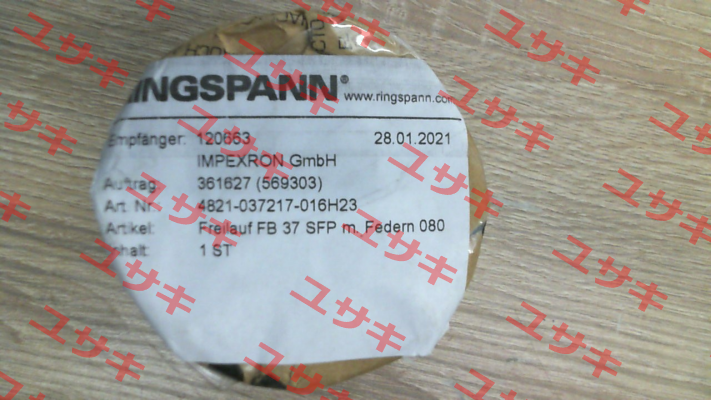 RINGSPANN®
www.ringspann.com
Empfänger: 120663 28.01.2021
IMPEXRON GmbH
Auftrag: 361627 (569303)
Art. Nr. 4821-037217-016H23
Artikel: Freilauf FB 37 SFP m. Federn 080
Inhalt: 1 ST
ユサキ